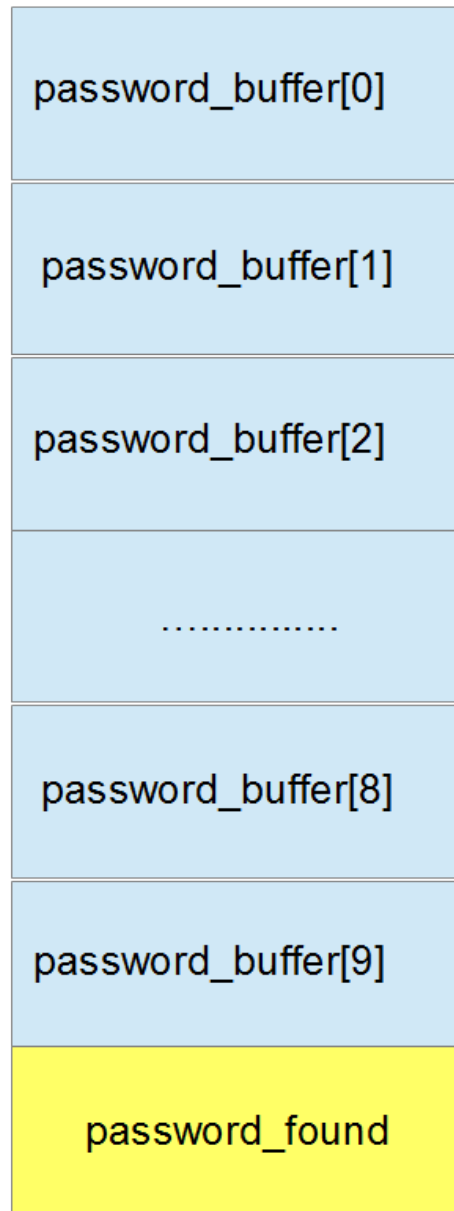 password_buffer[0]
password_buffer[1]
password_buffer[2]
..............
password_buffer[8]
password_buffer[9]
password_found